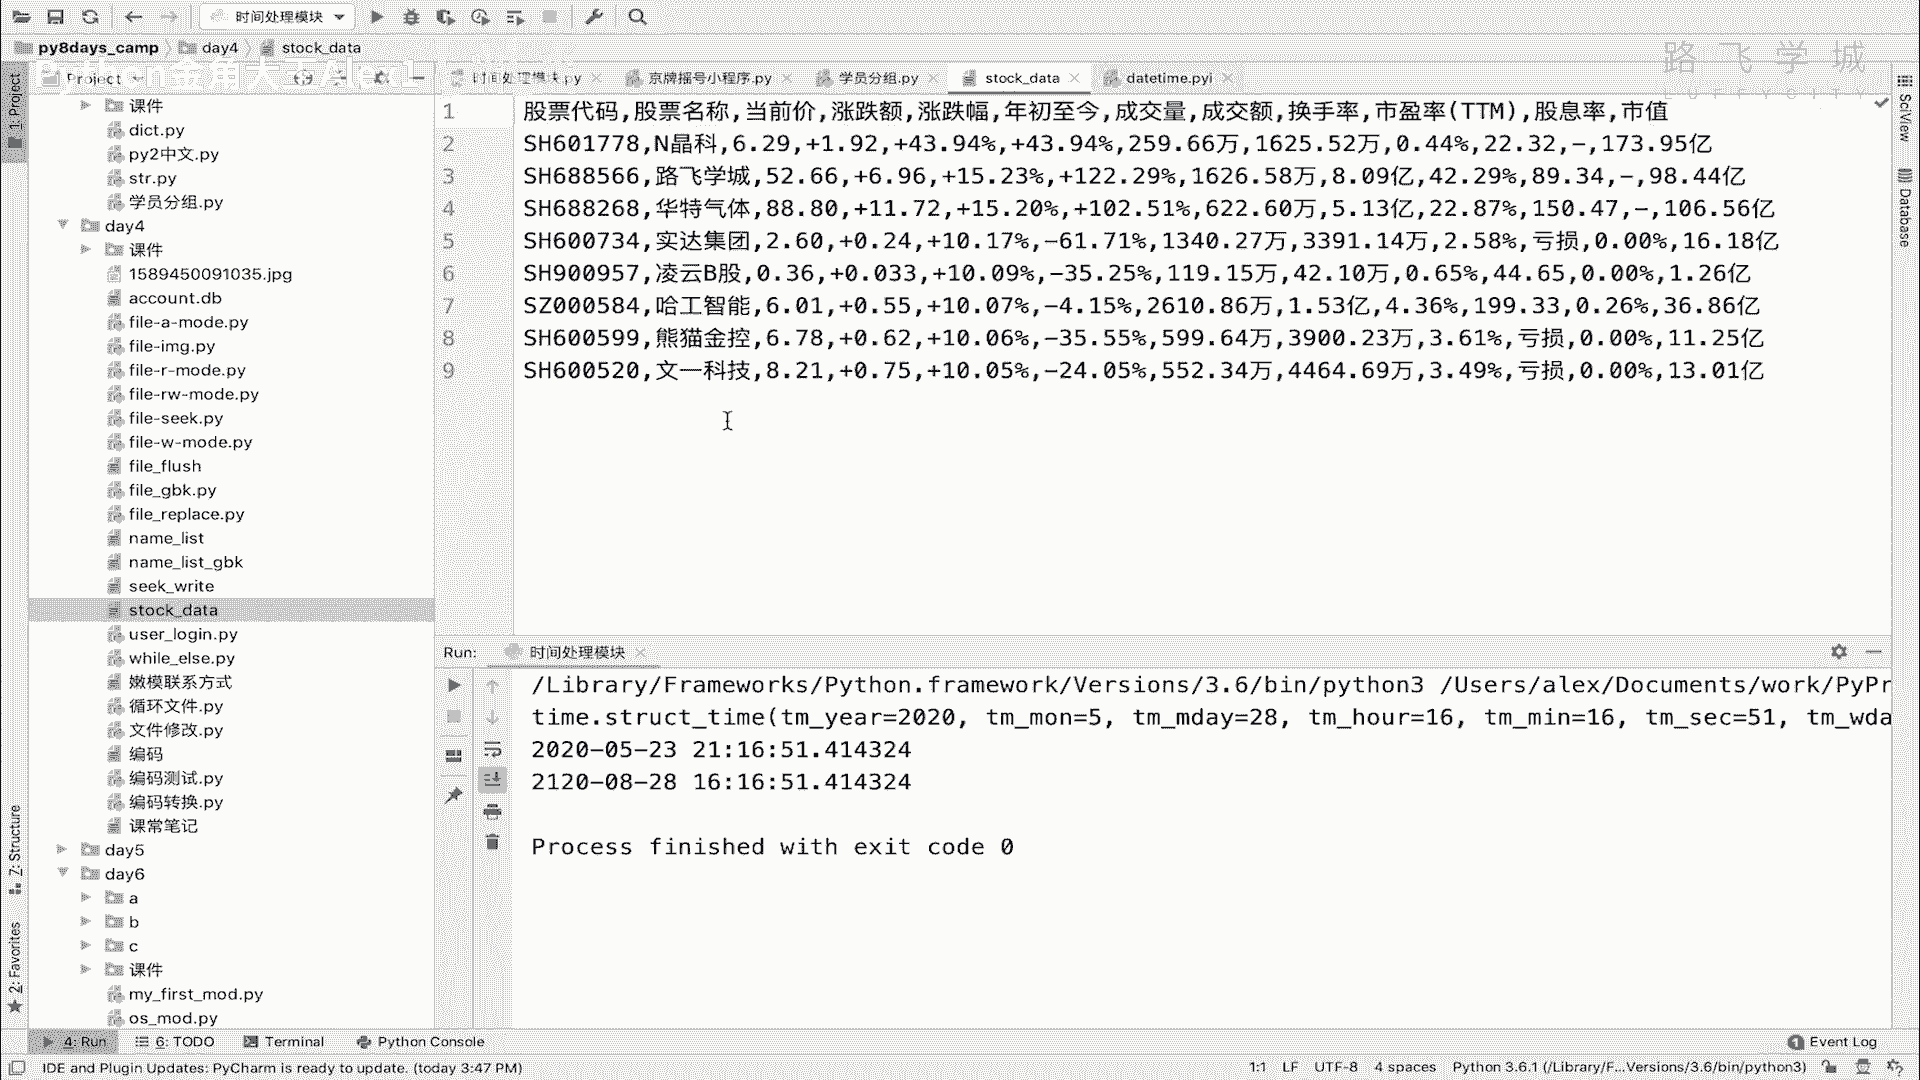 时间处理模块
py8days_camp day4 stock_data
Python金角大王Alex1
路飞学城
LUFFYCITY
Project
时间处理模块.py 京牌摇号小程序.py 学员分组.py stock_data datetime.pyi
1: Project
课件
dict.py
py2中文.py
str.py
学员分组.py
day4
课件
1589450091035.jpg
account.db
file-a-mode.py
file-img.py
file-r-mode.py
file-rw-mode.py
file-seek.py
file-w-mode.py
file_flush
file_gbk.py
file_replace.py
name_list
name_list_gbk
seek_write
stock_data
user_login.py
while_else.py
嫩模联系方式
循环文件.py
文件修改.py
编码
编码测试.py
编码转换.py
课常笔记
day5
day6
a
b
c
课件
my_first_mod.py
os_mod.py
7: Structure
2: Favorites
1 股票代码,股票名称,当前价,涨跌额,涨跌幅,年初至今,成交量,成交额,换手率,市盈率(TTM),股息率,市值
2 SH601778,N晶科,6.29,+1.92,+43.94%,+43.94%,259.66万,1625.52万,0.44%,22.32,-,173.95亿
3 SH688566,路飞学城,52.66,+6.96,+15.23%,+122.29%,1626.58万,8.09亿,42.29%,89.34,-,98.44亿
4 SH688268,华特气体,88.80,+11.72,+15.20%,+102.51%,622.60万,5.13亿,22.87%,150.47,-,106.56亿
5 SH600734,实达集团,2.60,+0.24,+10.17%,-61.71%,1340.27万,3391.14万,2.58%,亏损,0.00%,16.18亿
6 SH900957,凌云B股,0.36,+0.033,+10.09%,-35.25%,119.15万,42.10万,0.65%,44.65,0.00%,1.26亿
7 SZ000584,哈工智能,6.01,+0.55,+10.07%,-4.15%,2610.86万,1.53亿,4.36%,199.33,0.26%,36.86亿
8 SH600599,熊猫金控,6.78,+0.62,+10.06%,-35.55%,599.64万,3900.23万,3.61%,亏损,0.00%,11.25亿
9 SH600520,文一科技,8.21,+0.75,+10.05%,-24.05%,552.34万,4464.69万,3.49%,亏损,0.00%,13.01亿
SciView
Database
Run: 时间处理模块
/Library/Frameworks/Python.framework/Versions/3.6/bin/python3 /Users/alex/Documents/work/PyPr
time.struct_time(tm_year=2020, tm_mon=5, tm_mday=28, tm_hour=16, tm_min=16, tm_sec=51, tm_wda
2020-05-23 21:16:51.414324
2120-08-28 16:16:51.414324
Process finished with exit code 0
4: Run 6: TODO Terminal Python Console 1 Event Log
IDE and Plugin Updates: PyCharm is ready to update. (today 3:47 PM) 1:1 LF UTF-8 4 spaces Python 3.6.1 (/Library/F...Versions/3.6/bin/python3)